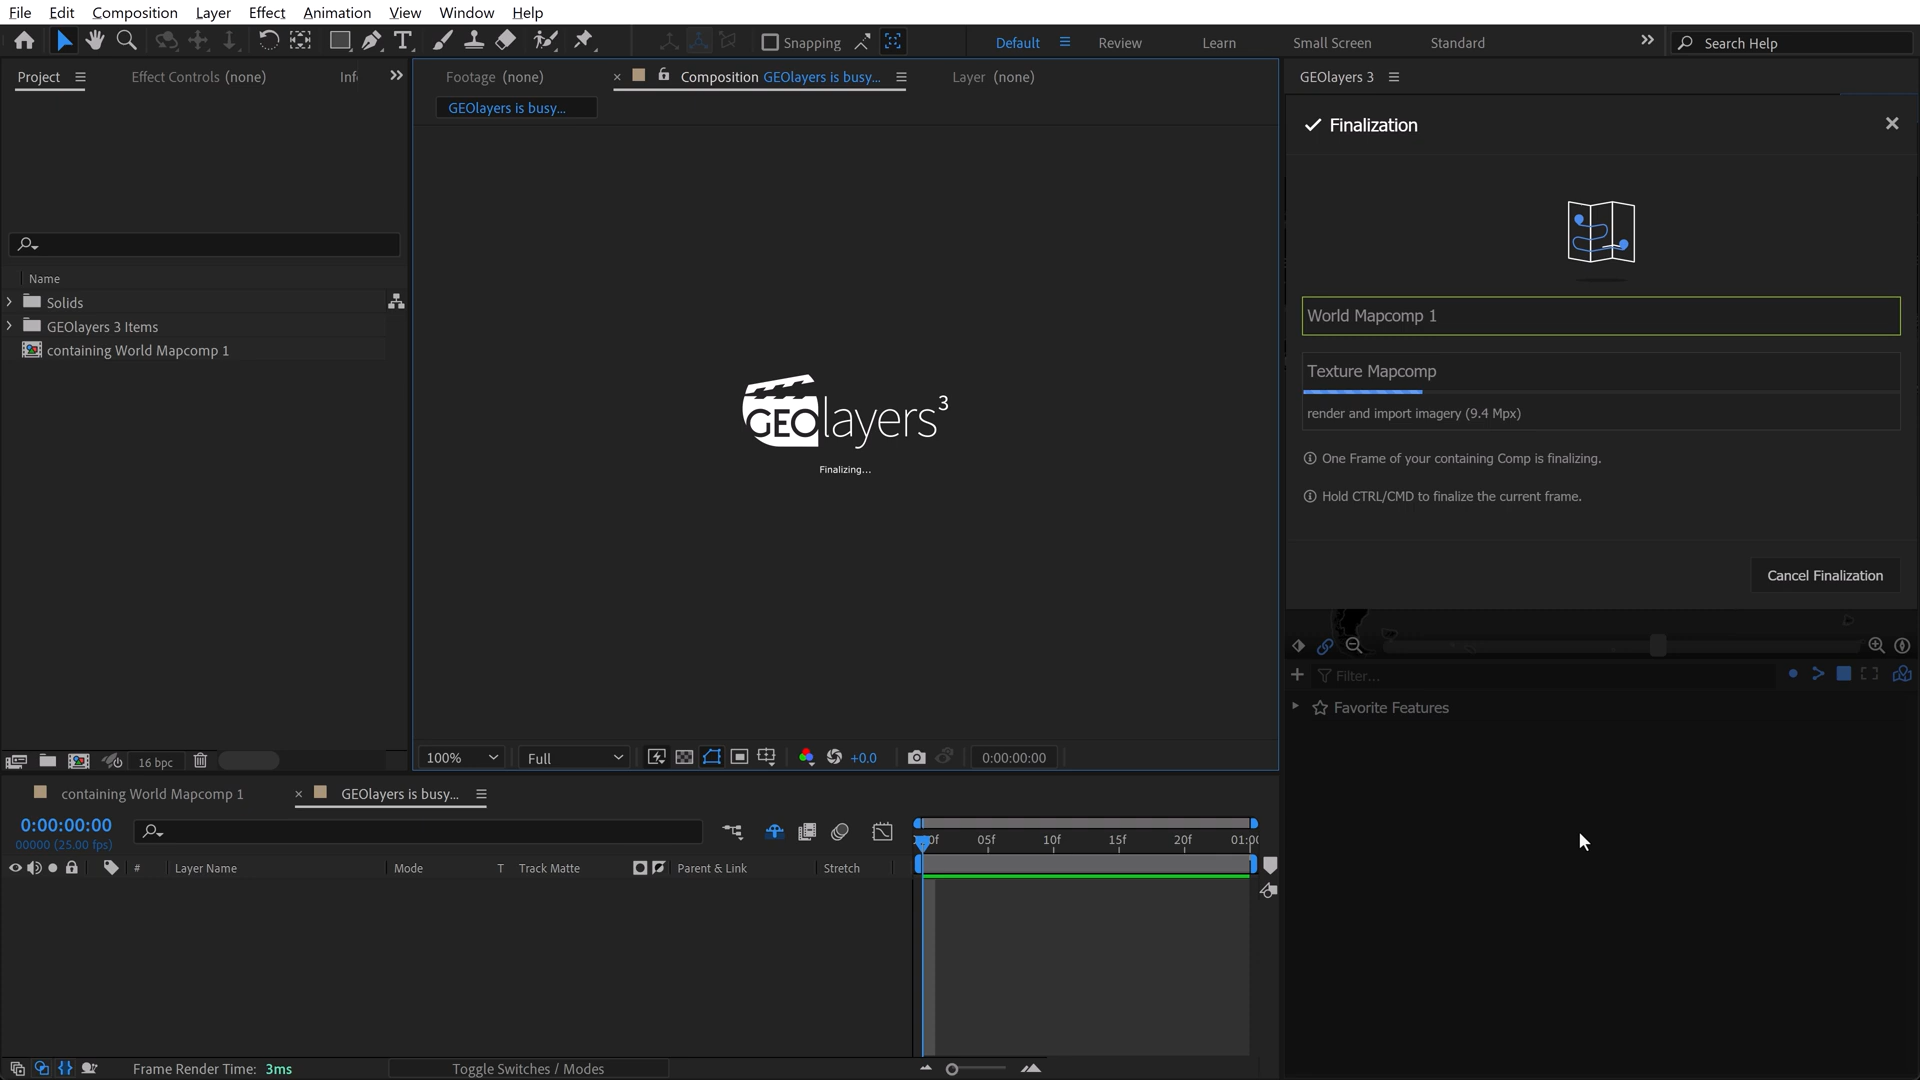 File Edit Composition Layer Effect Animation View Window Help
Snapping
Default Review Learn Small Screen Standard
Search Help
Project Effect Controls (none) Inf
Footage (none) × Composition GEOlayers is busy... Layer (none)
GEOlayers is busy...
GEOlayers 3
Finalization
Name
Solids
GEOlayers 3 Items
containing World Mapcomp 1
GEOlayers3
Finalizing...
World Mapcomp 1
Texture Mapcomp
render and import imagery (9.4 Mpx)
One Frame of your containing Comp is finalizing.
Hold CTRL/CMD to finalize the current frame.
Cancel Finalization
Filter...
Favorite Features
16 bpc
100% Full +0.0 0:00:00:00
containing World Mapcomp 1 × GEOlayers is busy...
0:00:00:00
00000 (25.00 fps)
05f 10f 15f 20f
# Layer Name Mode T Track Matte Parent & Link Stretch
Frame Render Time: 3ms Toggle Switches / Modes